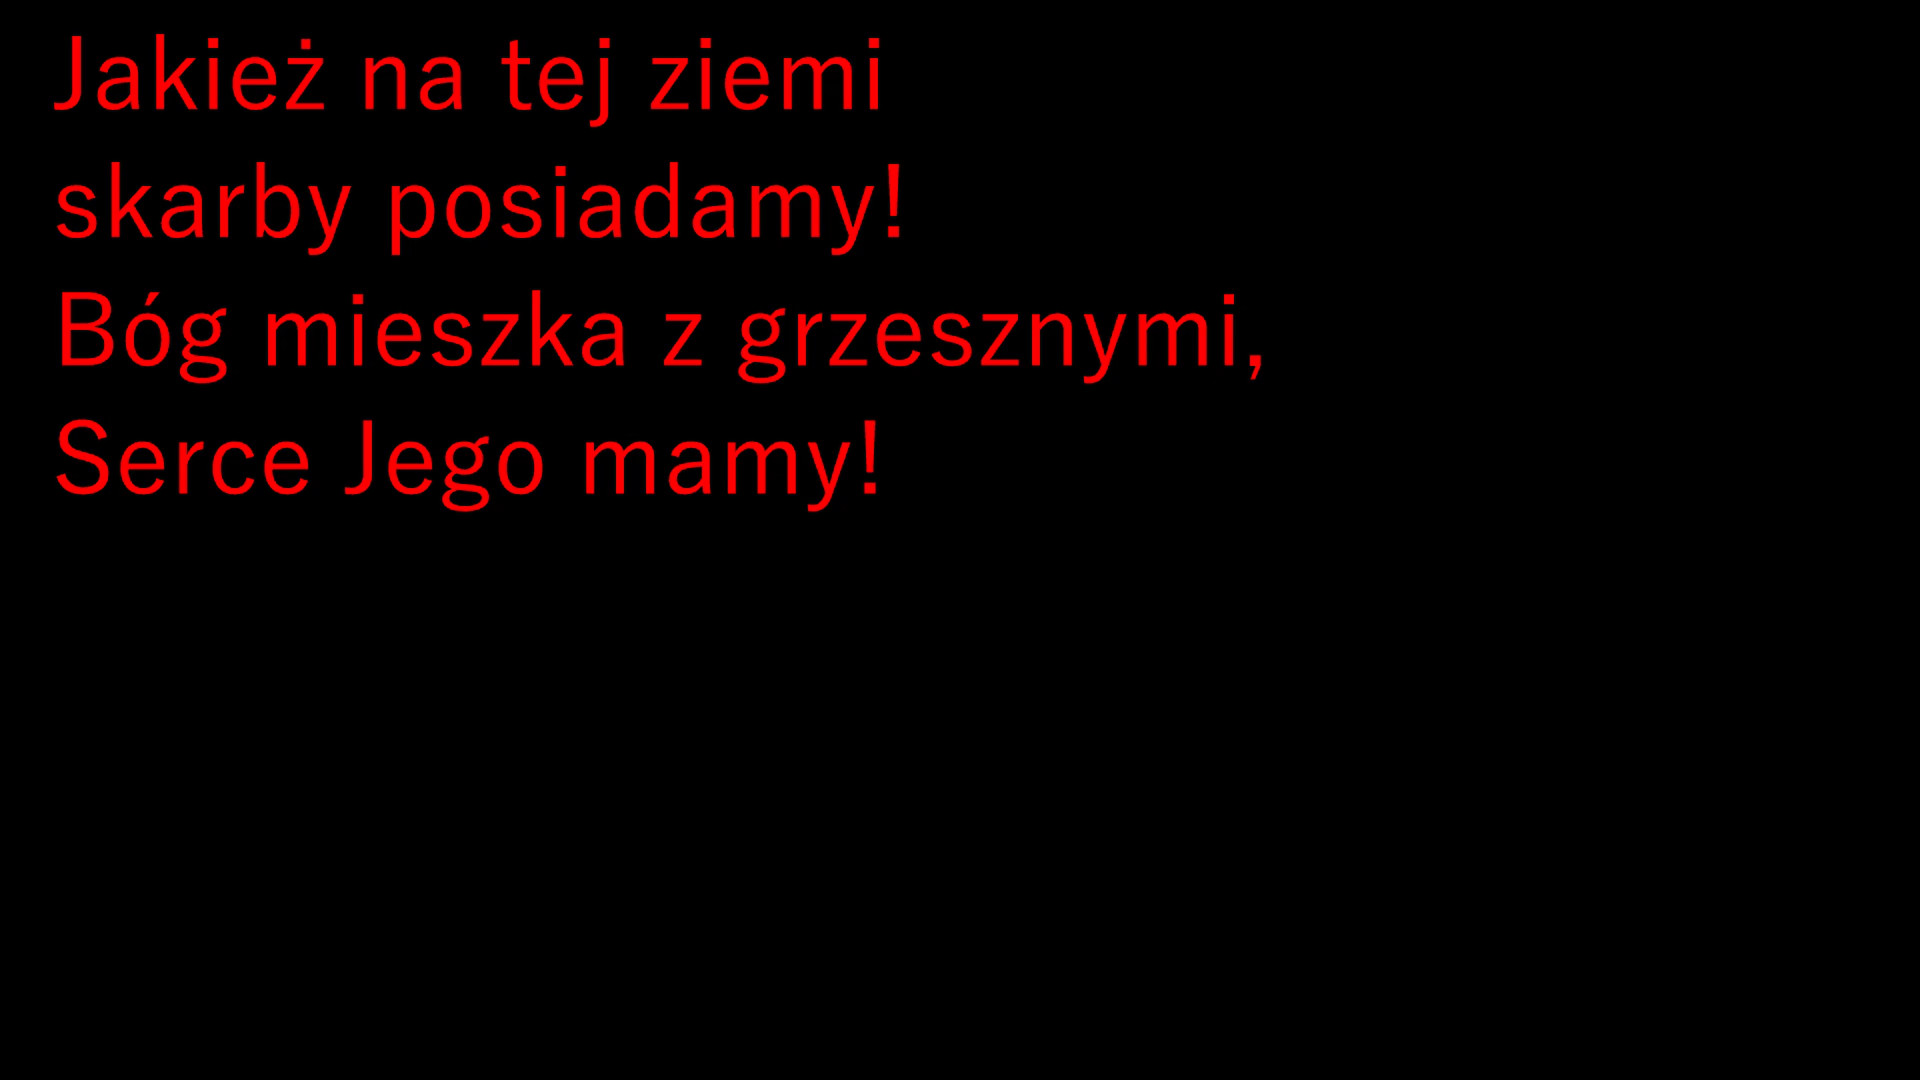 Jakież na tej ziemi
skarby posiadamy!
Bóg mieszka z grzesznymi,
Serce Jego mamy!